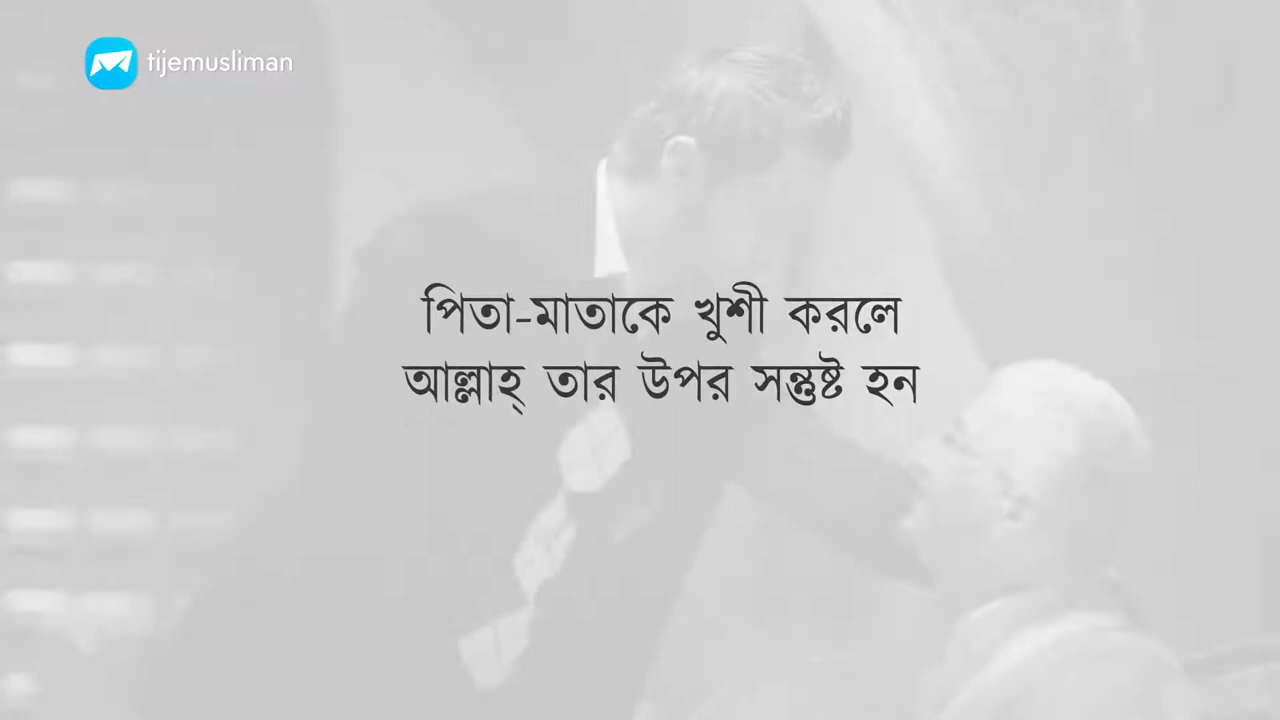 tijemusliman
পিতা-মাতাকে খুশী করলে
আল্লাহ্ তার উপর সন্তুষ্ট হন